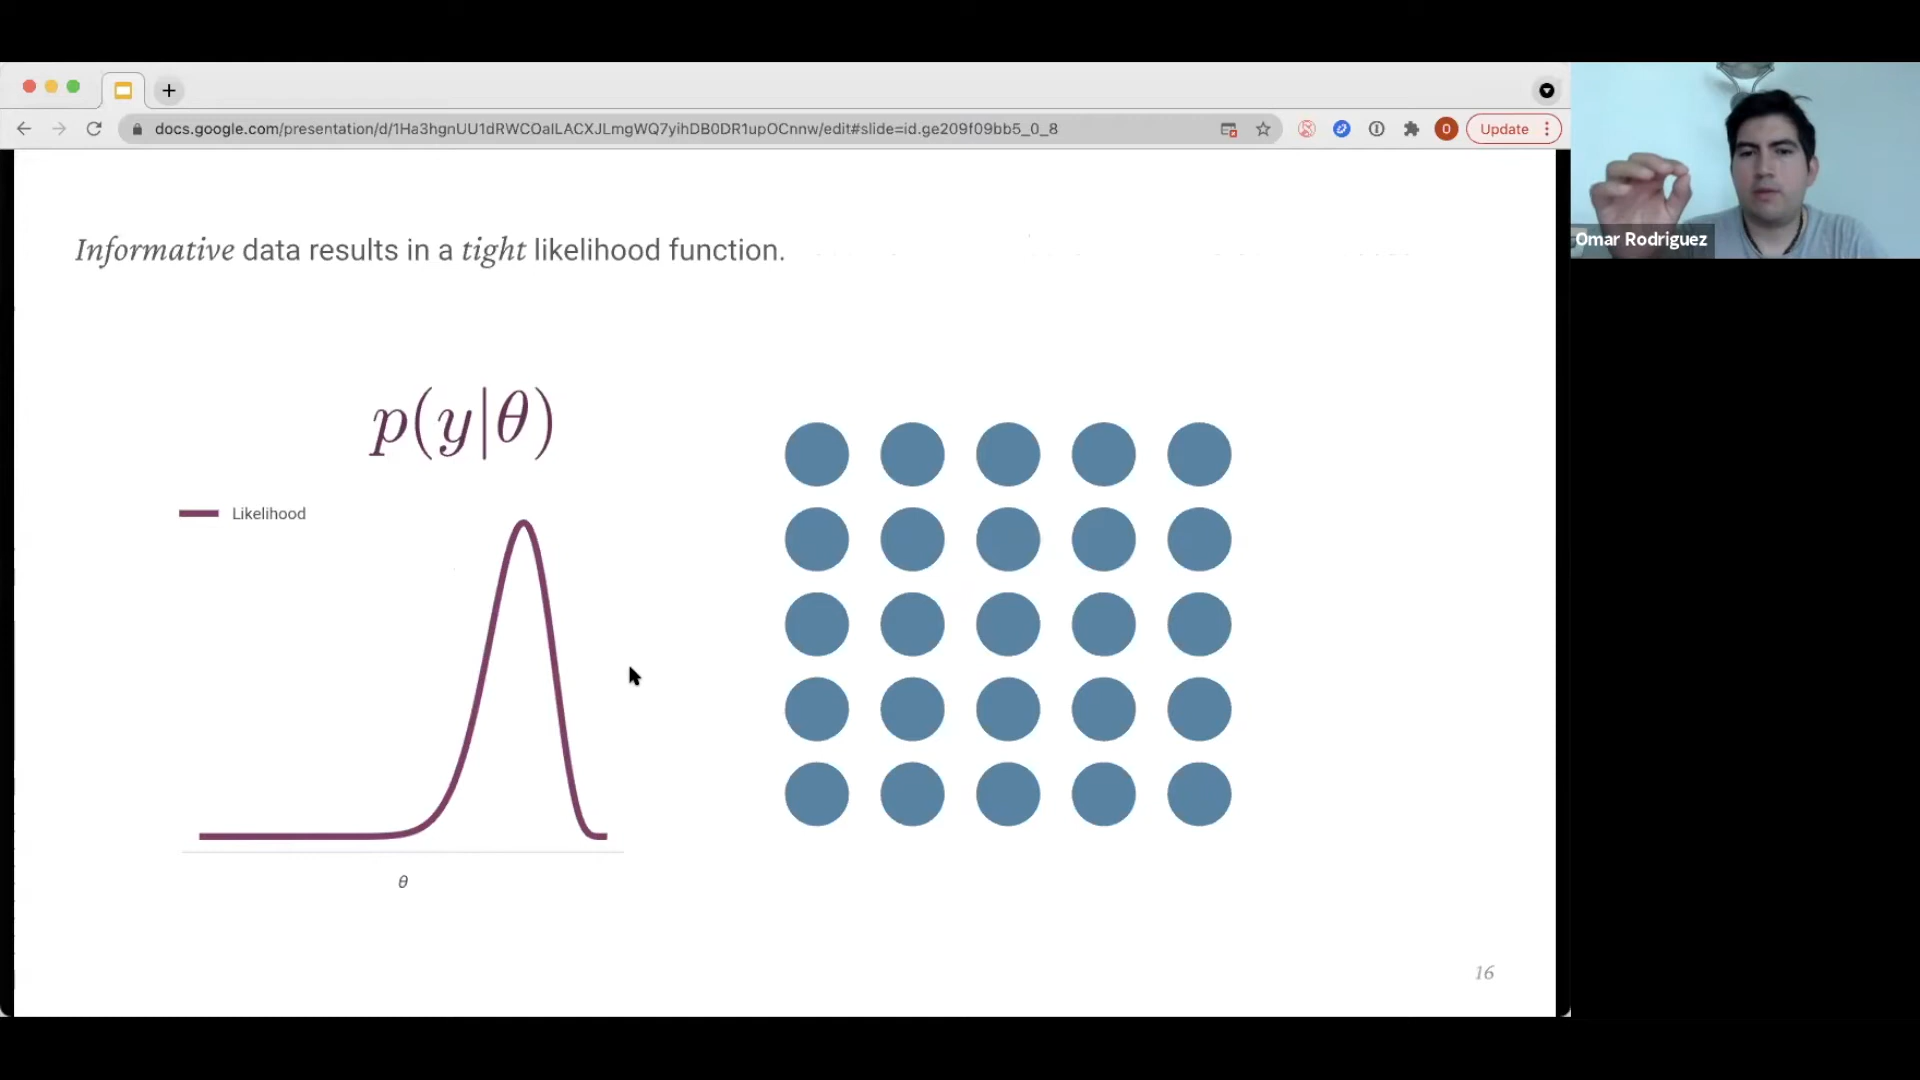 docs.google.com/presentation/d/1Ha3hgnUU1dRWCOaILACXJLmgWQ7yihDB0DR1upOCnnw/edit#slide=id.ge209f09bb5_0_8
O
Update
Omar Rodriguez
Informative data results in a tight likelihood function.
p(y|θ)
Likelihood
θ
16